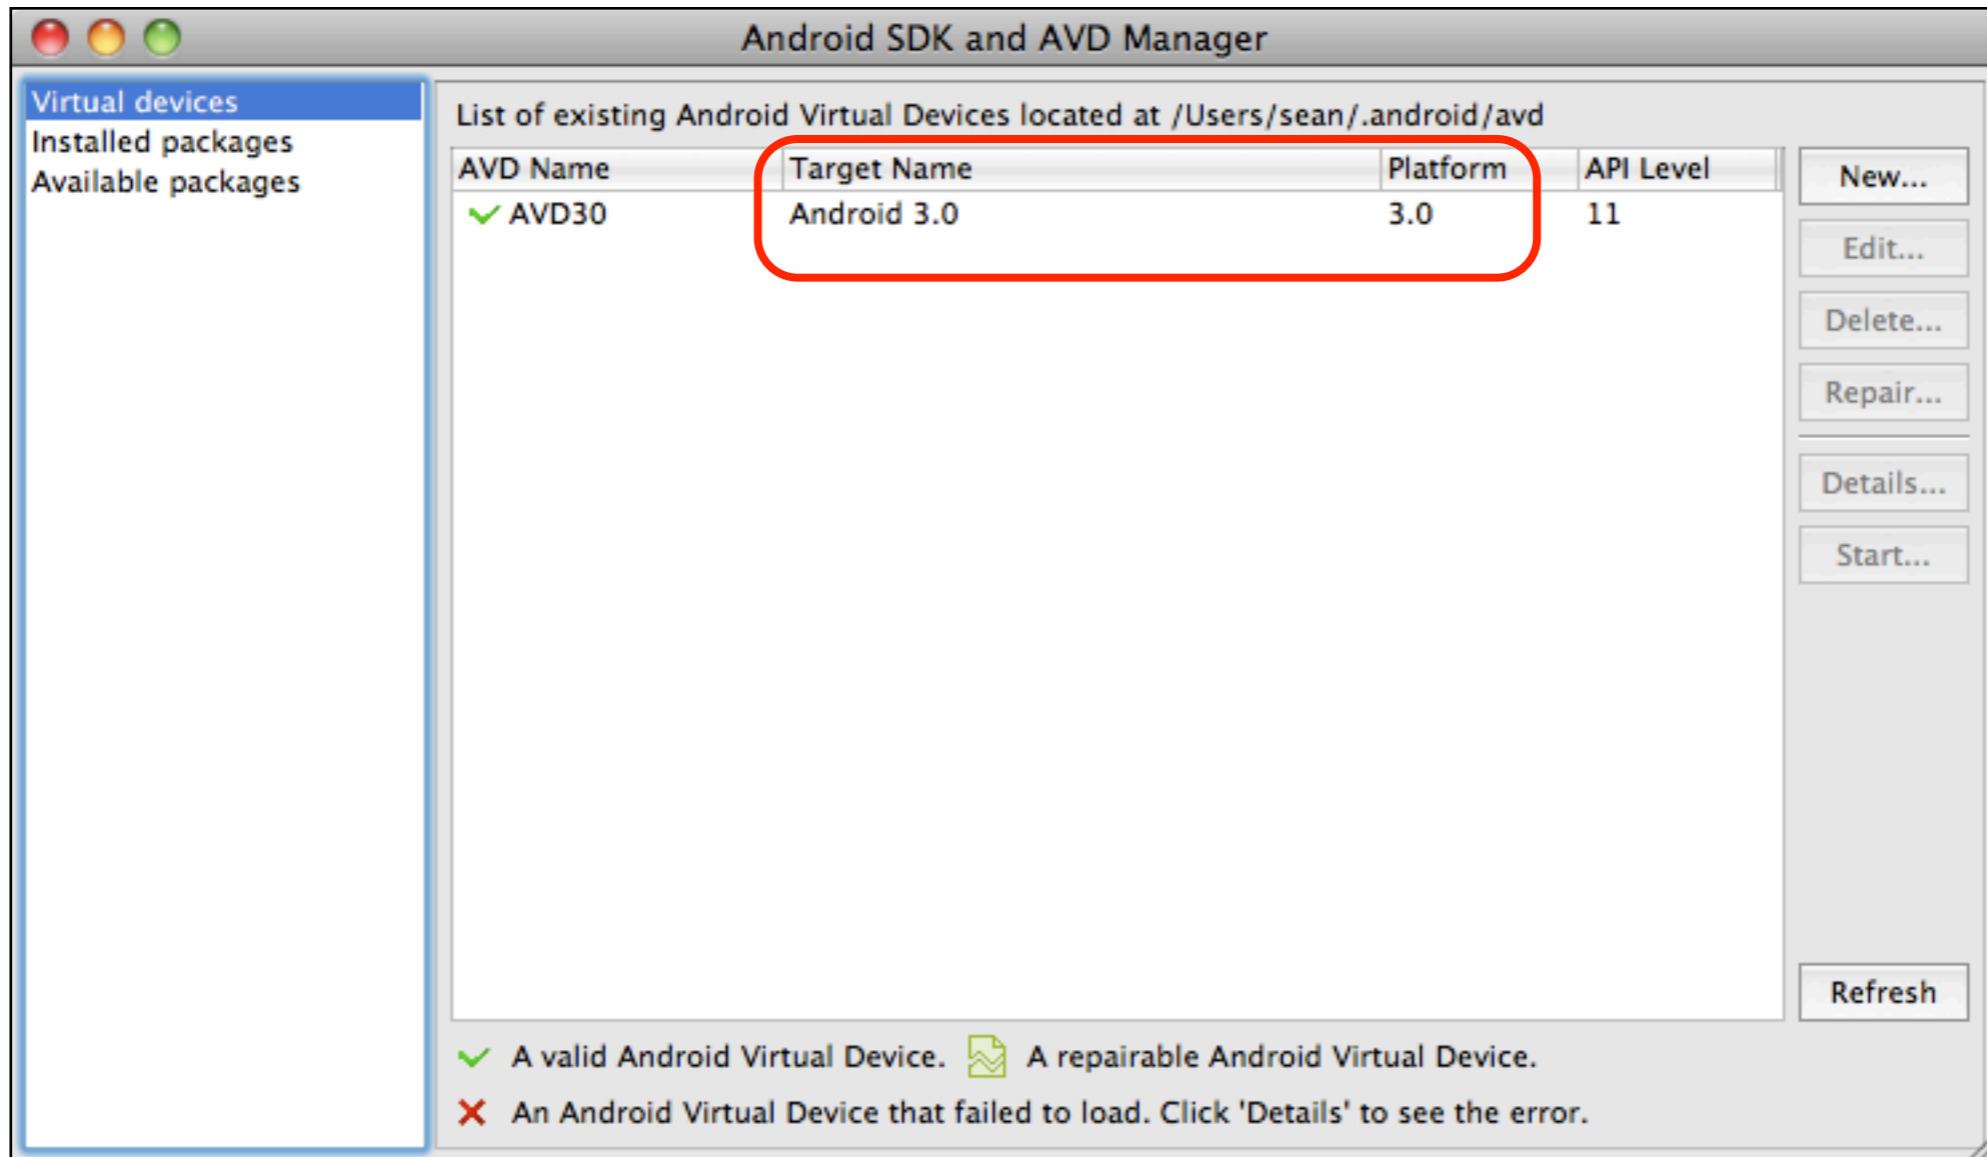 Android SDK and AVD Manager
Virtual devices
Installed packages
Available packages
List of existing Android Virtual Devices located at /Users/sean/.android/avd
AVD Name Target Name Platform API Level
AVD30 Android 3.0 3.0 11
New...
Edit...
Delete...
Repair...
Details...
Start...
Refresh
A valid Android Virtual Device. A repairable Android Virtual Device.
An Android Virtual Device that failed to load. Click 'Details' to see the error.